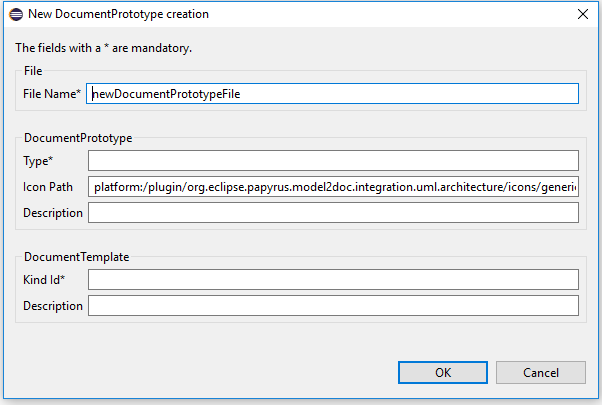 New DocumentPrototype creation
The fields with a * are mandatory.
File
File Name* newDocumentPrototypeFile
DocumentPrototype
Type*
Icon Path platform:/plugin/org.eclipse.papyrus.model2doc.integration.uml.architecture/icons/generic
Description
DocumentTemplate
Kind Id*
Description
OK Cancel